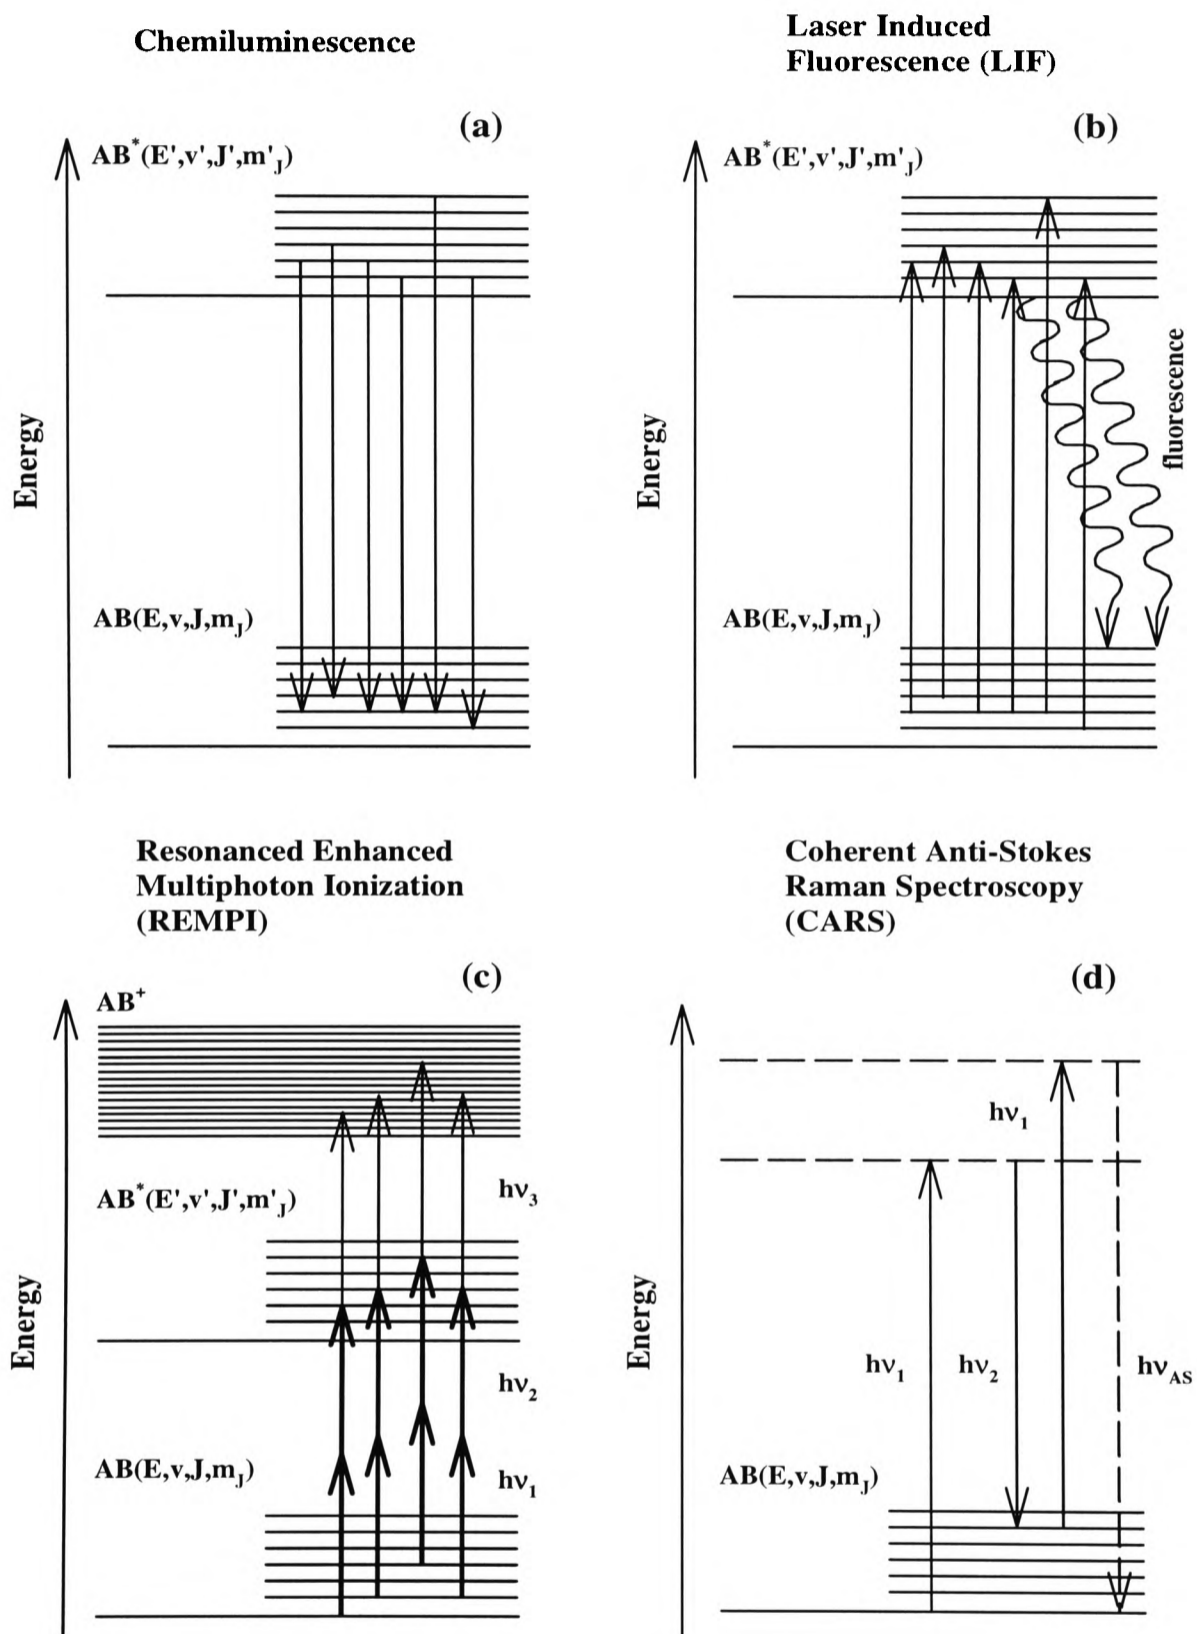 Chemiluminescence
(a)
AB*(E',v',J',m'J)
Energy
AB(E,v,J,mJ)
Laser Induced
Fluorescence (LIF)
(b)
AB*(E',v',J',m'J)
Energy
fluorescence
AB(E,v,J,mJ)
Resonanced Enhanced
Multiphoton Ionization
(REMPI)
(c)
AB+
hν3
AB*(E',v',J',m'J)
Energy
hν2
AB(E,v,J,mJ)
hν1
Coherent Anti-Stokes
Raman Spectroscopy
(CARS)
(d)
hν1
Energy
hν1
hν2
hνAS
AB(E,v,J,mJ)